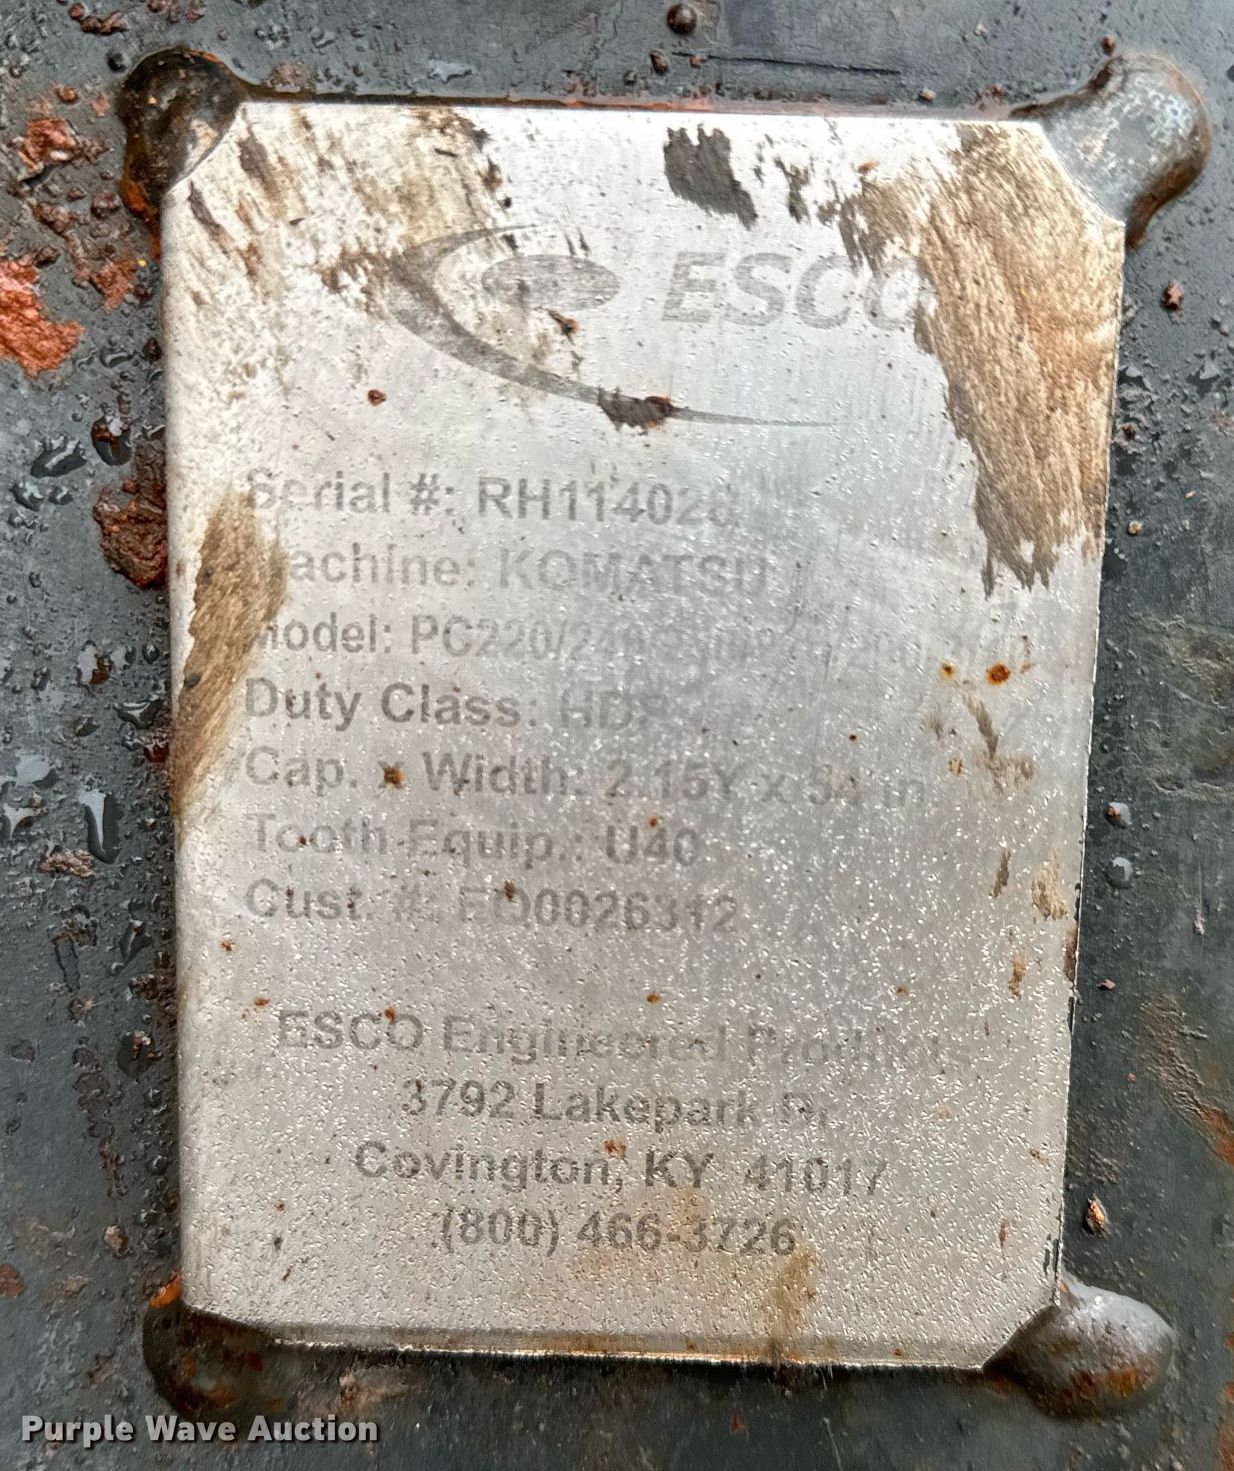 ESCO
Serial #: RH114028
Machine: KOMATSU
Model:
Duty Class:
Cap. x Width: 2.15Y x 54 in
Tooth Equip.: U40
Cust. #: EQ0026312
ESCO Engineered Products
3792 Lakepark
Covington, KY 41017
(800) 466-3726
Purple Wave Auction